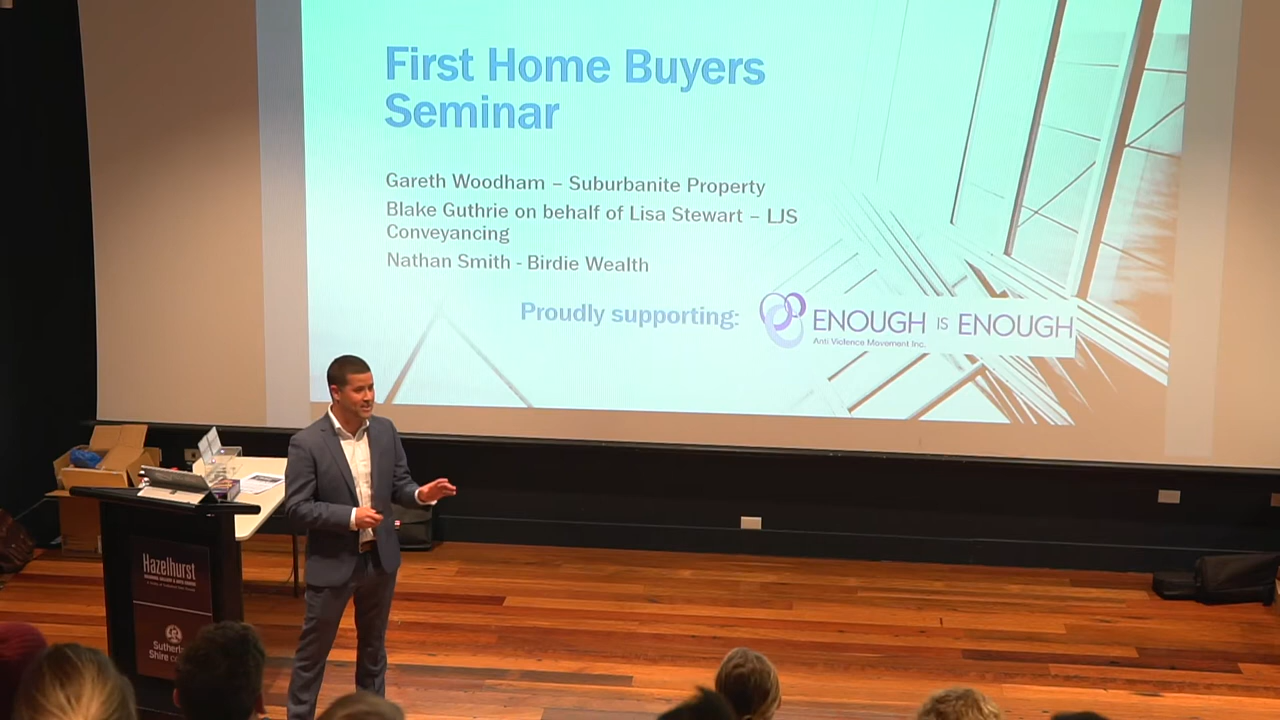 First Home Buyers
Seminar
Gareth Woodham – Suburbanite Property
Blake Guthrie on behalf of Lisa Stewart – LJS
Conveyancing
Nathan Smith - Birdie Wealth
Proudly supporting:
ENOUGH IS ENOUGH
Anti Violence Movement Inc.
Hazelhurst
Shire